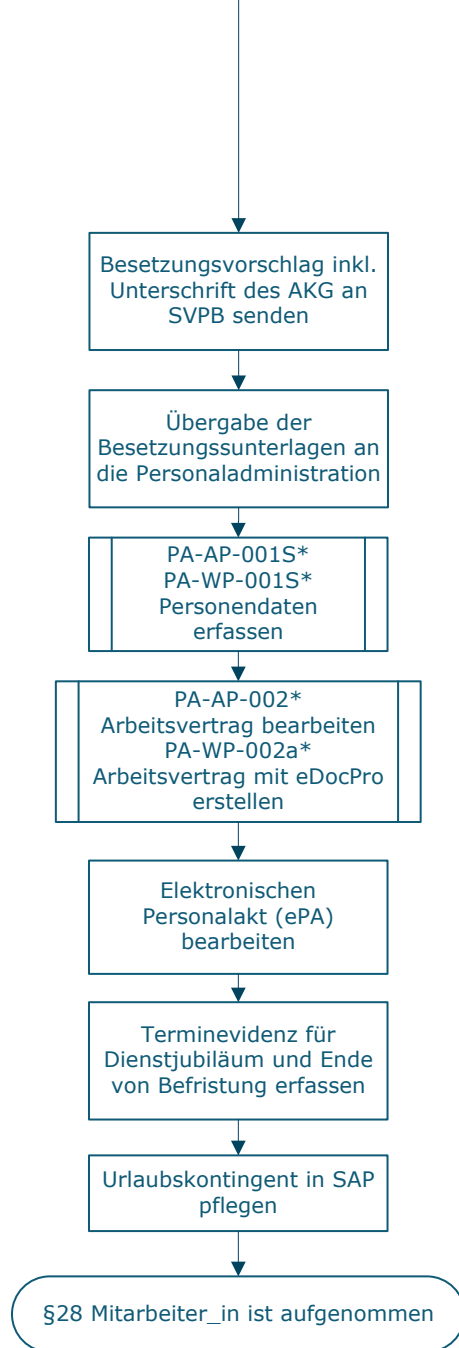 Besetzungsvorschlag inkl.
Unterschrift des AKG an
SVPB senden
Übergabe der
Besetzungssunterlagen an
die Personaladministration
PA-AP-001S*
PA-WP-001S*
Personendaten
erfassen
PA-AP-002*
Arbeitsvertrag bearbeiten
PA-WP-002a*
Arbeitsvertrag mit eDocPro
erstellen
Elektronischen
Personalakt (ePA)
bearbeiten
Terminevidenz für
Dienstjubiläum und Ende
von Befristung erfassen
Urlaubskontingent in SAP
pflegen
§28 Mitarbeiter_in ist aufgenommen